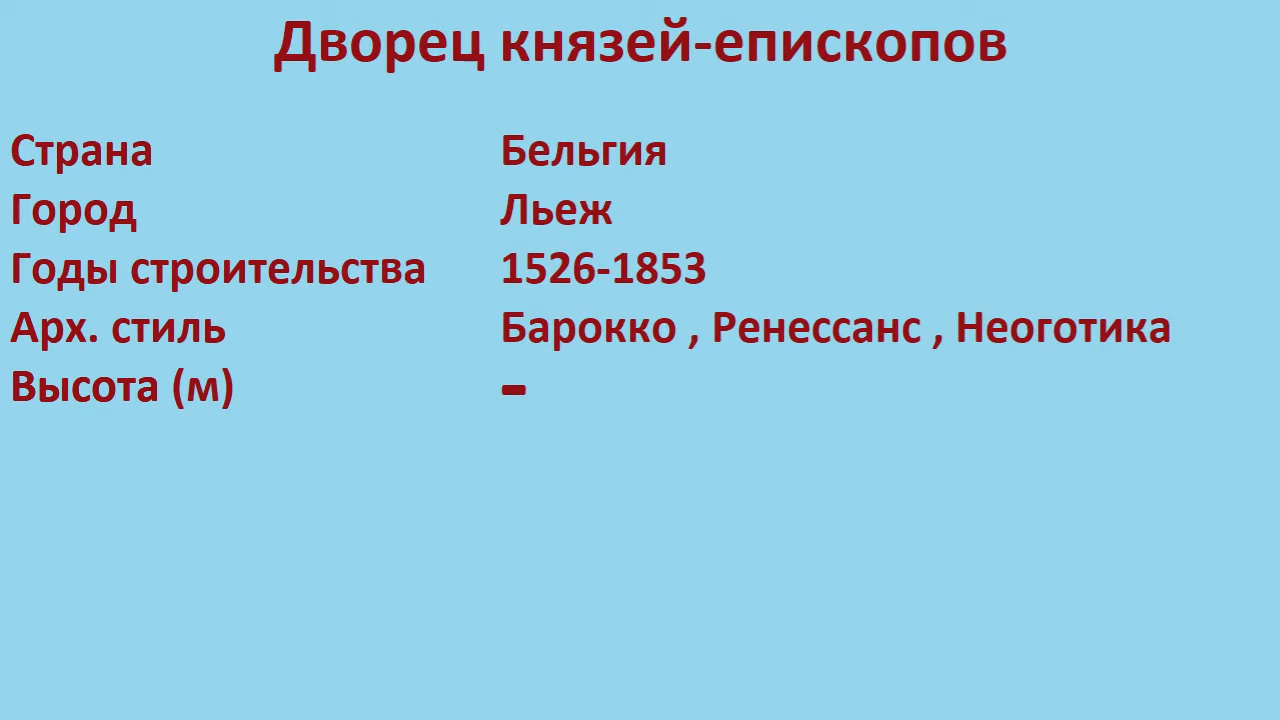 Дворец князей-епископов
Страна Бельгия
Город Льеж
Годы строительства 1526-1853
Арх. стиль Барокко , Ренессанс , Неоготика
Высота (м) -